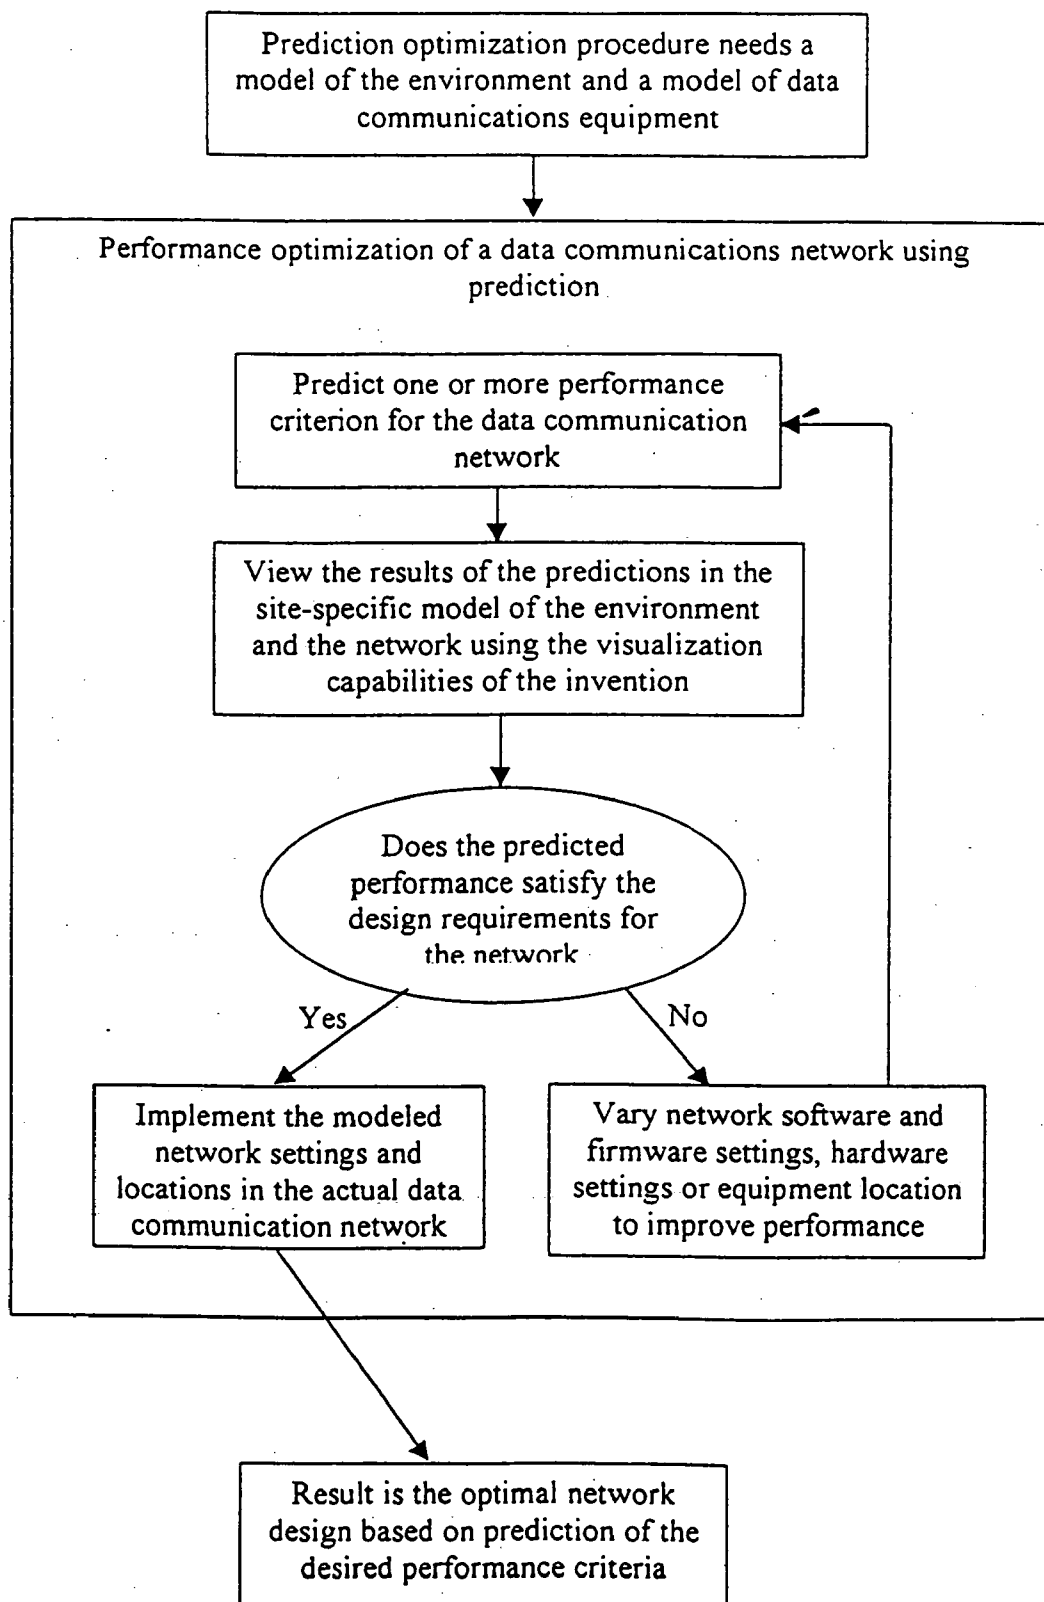 Prediction optimization procedure needs a
model of the environment and a model of data
communications equipment
Performance optimization of a data communications network using
prediction
Predict one or more performance
criterion for the data communication
network
View the results of the predictions in the
site-specific model of the environment
and the network using the visualization
capabilities of the invention
Does the predicted
performance satisfy the
design requirements for
the network
Yes
No
Implement the modeled
network settings and
locations in the actual data
communication network
Vary network software and
firmware settings, hardware
settings or equipment location
to improve performance
Result is the optimal network
design based on prediction of the
desired performance criteria